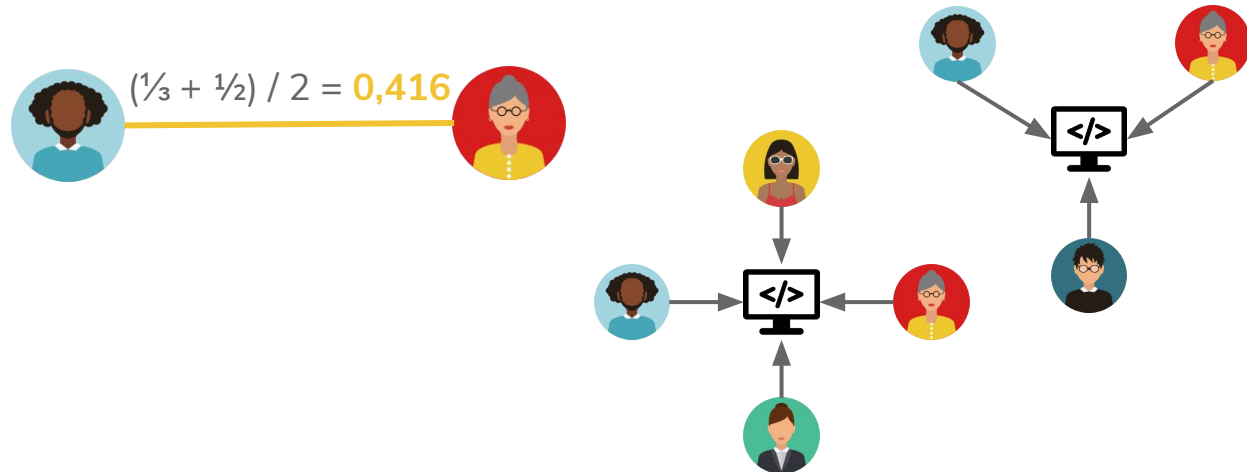 (⅓ + ½) / 2 = 0,416
</>
</>